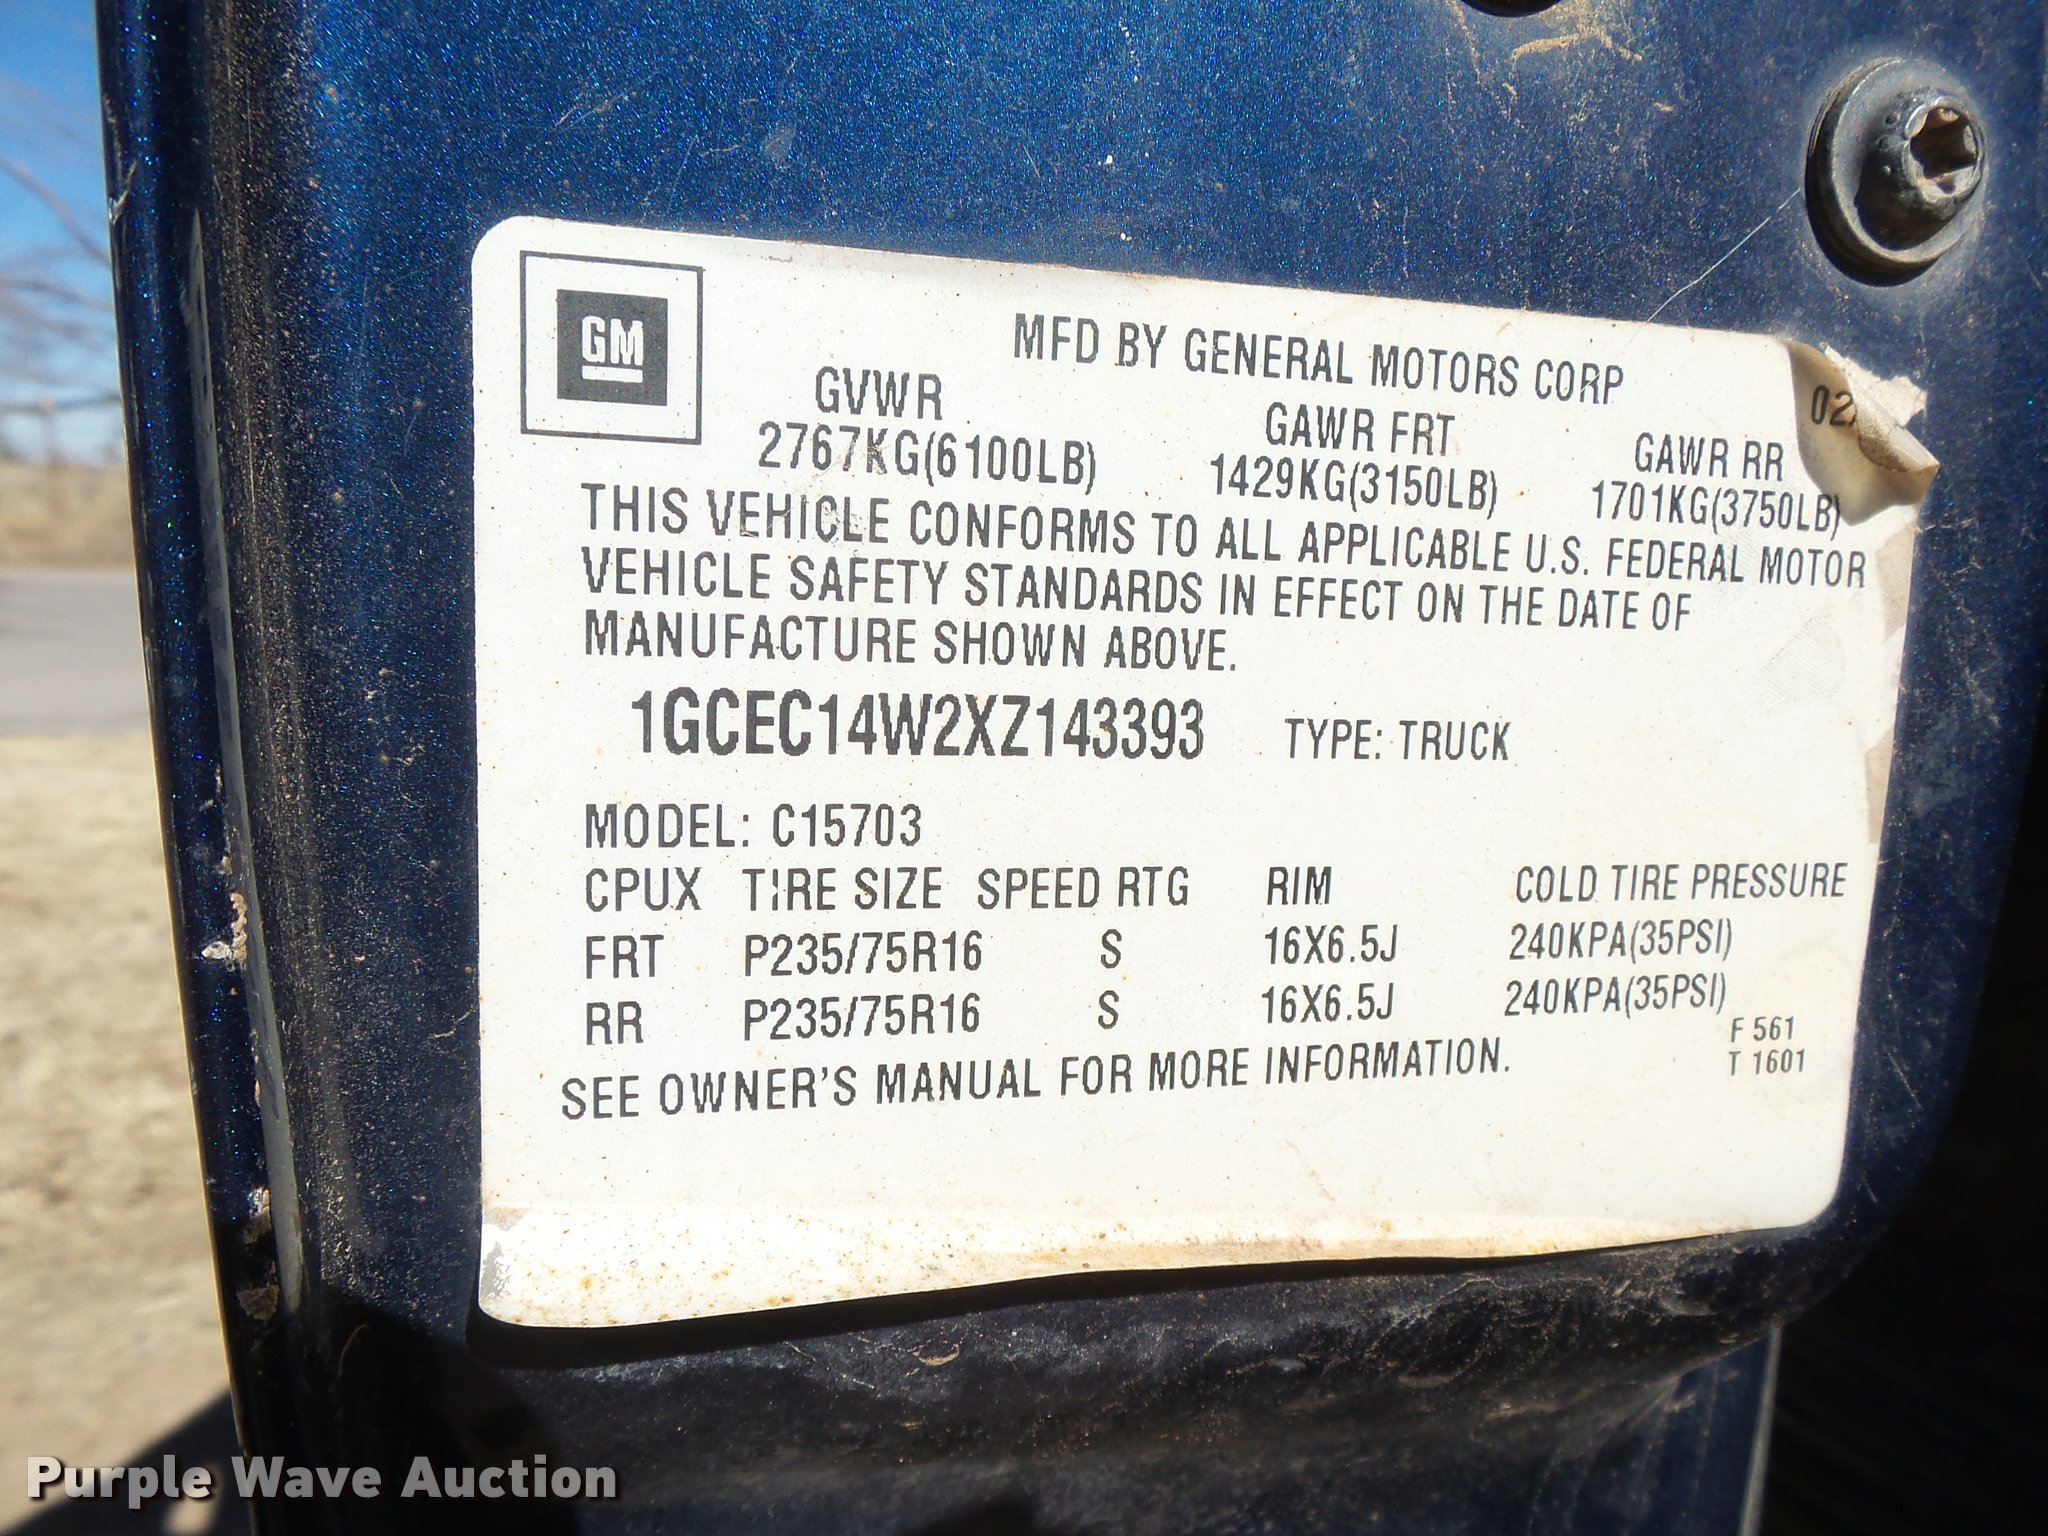 GM
MFD BY GENERAL MOTORS CORP
GVWR GAWR FRT GAWR RR
2767KG(6100LB) 1429KG(3150LB) 1701KG(3750LB)
THIS VEHICLE CONFORMS TO ALL APPLICABLE U.S. FEDERAL MOTOR
VEHICLE SAFETY STANDARDS IN EFFECT ON THE DATE OF
MANUFACTURE SHOWN ABOVE.
1GCEC14W2XZ143393 TYPE: TRUCK
MODEL: C15703
CPUX TIRE SIZE SPEED RTG RIM COLD TIRE PRESSURE
FRT P235/75R16 S 16X6.5J 240KPA(35PSI)
RR P235/75R16 S 16X6.5J 240KPA(35PSI)
F 561
T 1601
SEE OWNER'S MANUAL FOR MORE INFORMATION.
Purple Wave Auction